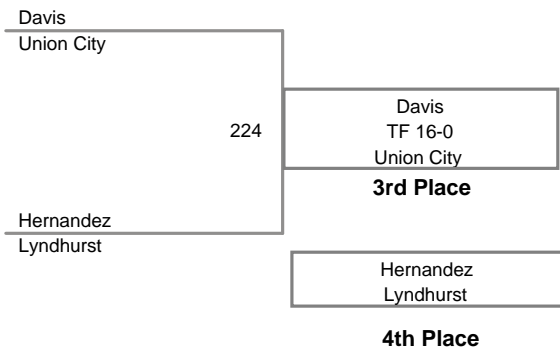 Davis
Union City
224
Davis
TF 16-0
Union City
3rd Place
Hernandez
Lyndhurst
Hernandez
Lyndhurst
4th Place